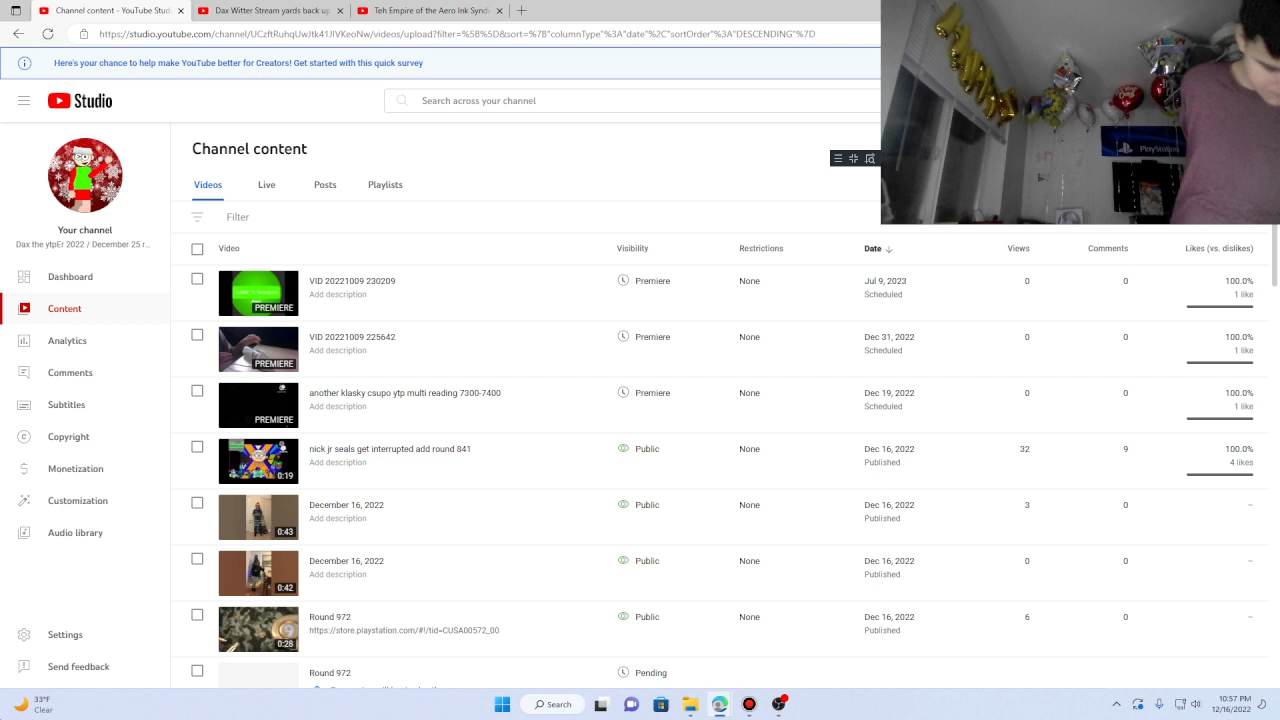 Channel content - YouTube Studio
Dax Writer on Twitter
Teh Empire of the Aeon Ink Synd
https://studio.youtube.com/channel/UCzftRuhqUwJtk41JIVKeoNw/videos/upload?filter=%5B%5D&sort=%7B"columnType"%3A"date"%2C"sortOrder"%3A"DESCENDING"%7D
Here's your chance to help make YouTube better for Creators! Get started with this quick survey
Studio
Search across your channel
Your channel
Dax the ytpEr 2022 / December 25 r...
Dashboard
Content
Analytics
Comments
Subtitles
Copyright
Monetization
Customization
Audio library
Settings
Send feedback
Channel content
Videos Live Posts Playlists
Filter
Video Visibility Restrictions Date Views Comments Likes (vs. dislikes)
PREMIERE VID 20221009 230209 Premiere None Jul 9, 2023 0 0 100.0%
Add description Scheduled 1 like
PREMIERE VID 20221009 225642 Premiere None Dec 31, 2022 0 0 100.0%
Add description Scheduled 1 like
PREMIERE another klasky csupo ytp multi reading 7300-7400 Premiere None Dec 19, 2022 0 0 100.0%
Add description Scheduled 1 like
0:19 nick jr seals get interrupted add round 841 Public None Dec 16, 2022 32 9 100.0%
Add description Published 4 likes
0:43 December 16, 2022 Public None Dec 16, 2022 3 0 –
Add description Published
0:42 December 16, 2022 Public None Dec 16, 2022 0 0 –
Add description Published
0:28 Round 972 Public None Dec 16, 2022 6 0 –
https://store.playstation.com/#!/tid=CUSA00572_00 Published
Round 972 Pending
PlayStation
33°F
Clear
Search
10:57 PM
12/16/2022